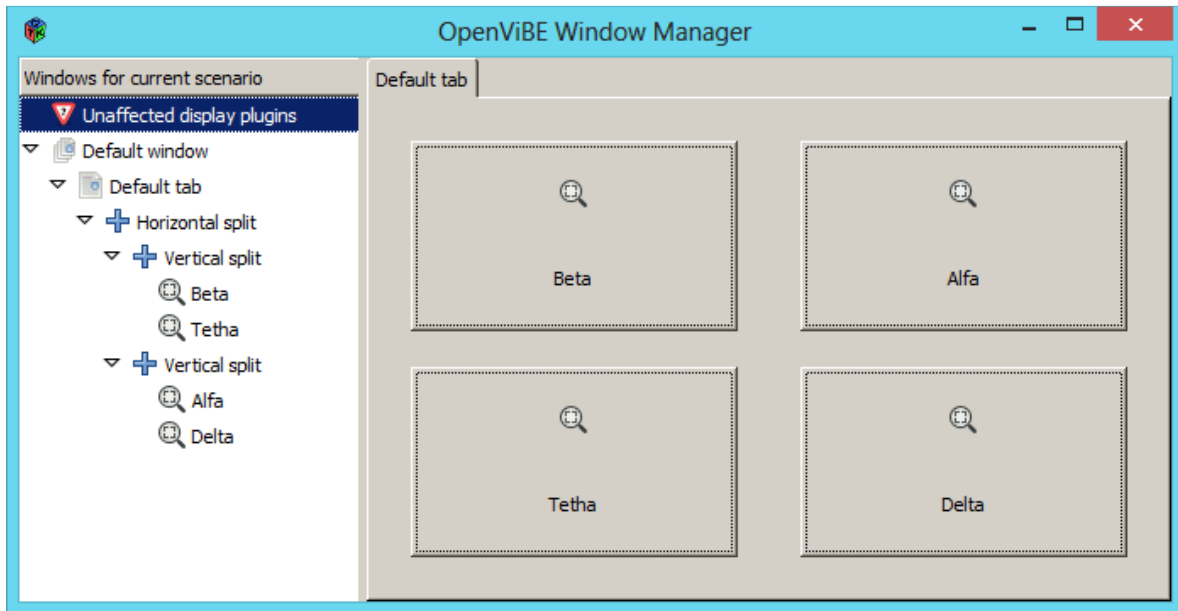 OpenViBE Window Manager
Windows for current scenario
Unaffected display plugins
Default window
Default tab
Horizontal split
Vertical split
Beta
Tetha
Vertical split
Alfa
Delta
Default tab
Beta
Alfa
Tetha
Delta